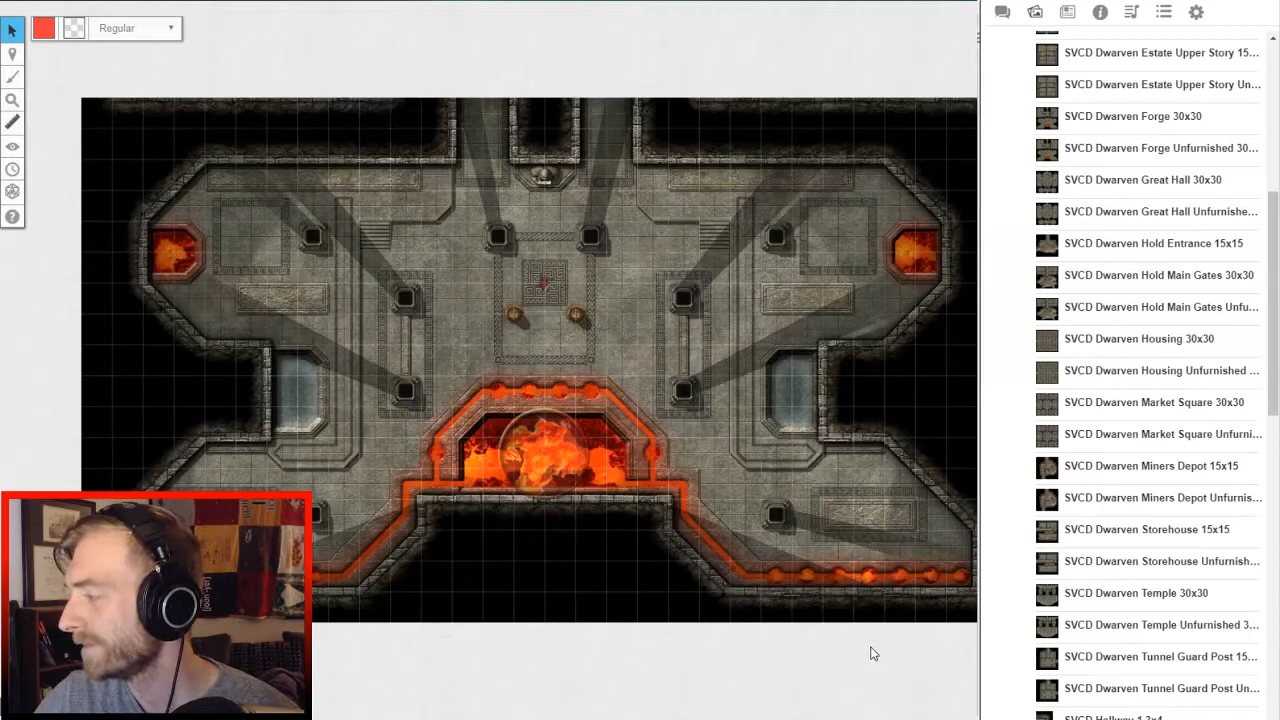 Regular
SVCD Dwarven Estate Upper Story 15...
SVCD Dwarven Estate Upper Story Un...
SVCD Dwarven Forge 30x30
SVCD Dwarven Forge Unfurnished 30...
SVCD Dwarven Great Hall 30x30
SVCD Dwarven Great Hall Unfurnishe...
SVCD Dwarven Hold Entrance 15x15
SVCD Dwarven Hold Main Gates 30x30
SVCD Dwarven Hold Main Gates Unfu...
SVCD Dwarven Housing 30x30
SVCD Dwarven Housing Unfurnished ...
SVCD Dwarven Market Square 30x30
SVCD Dwarven Market Square Unfurn...
SVCD Dwarven Miners Depot 15x15
SVCD Dwarven Miners Depot Unfurnis...
SVCD Dwarven Storehouse 15x15
SVCD Dwarven Storehouse Unfurnishe...
SVCD Dwarven Temple 30x30
SVCD Dwarven Temple Unfurnished 3...
SVCD Dwarven Tunnel Guard Post 15...
SVCD Dwarven Tunnel Guard Post Un...